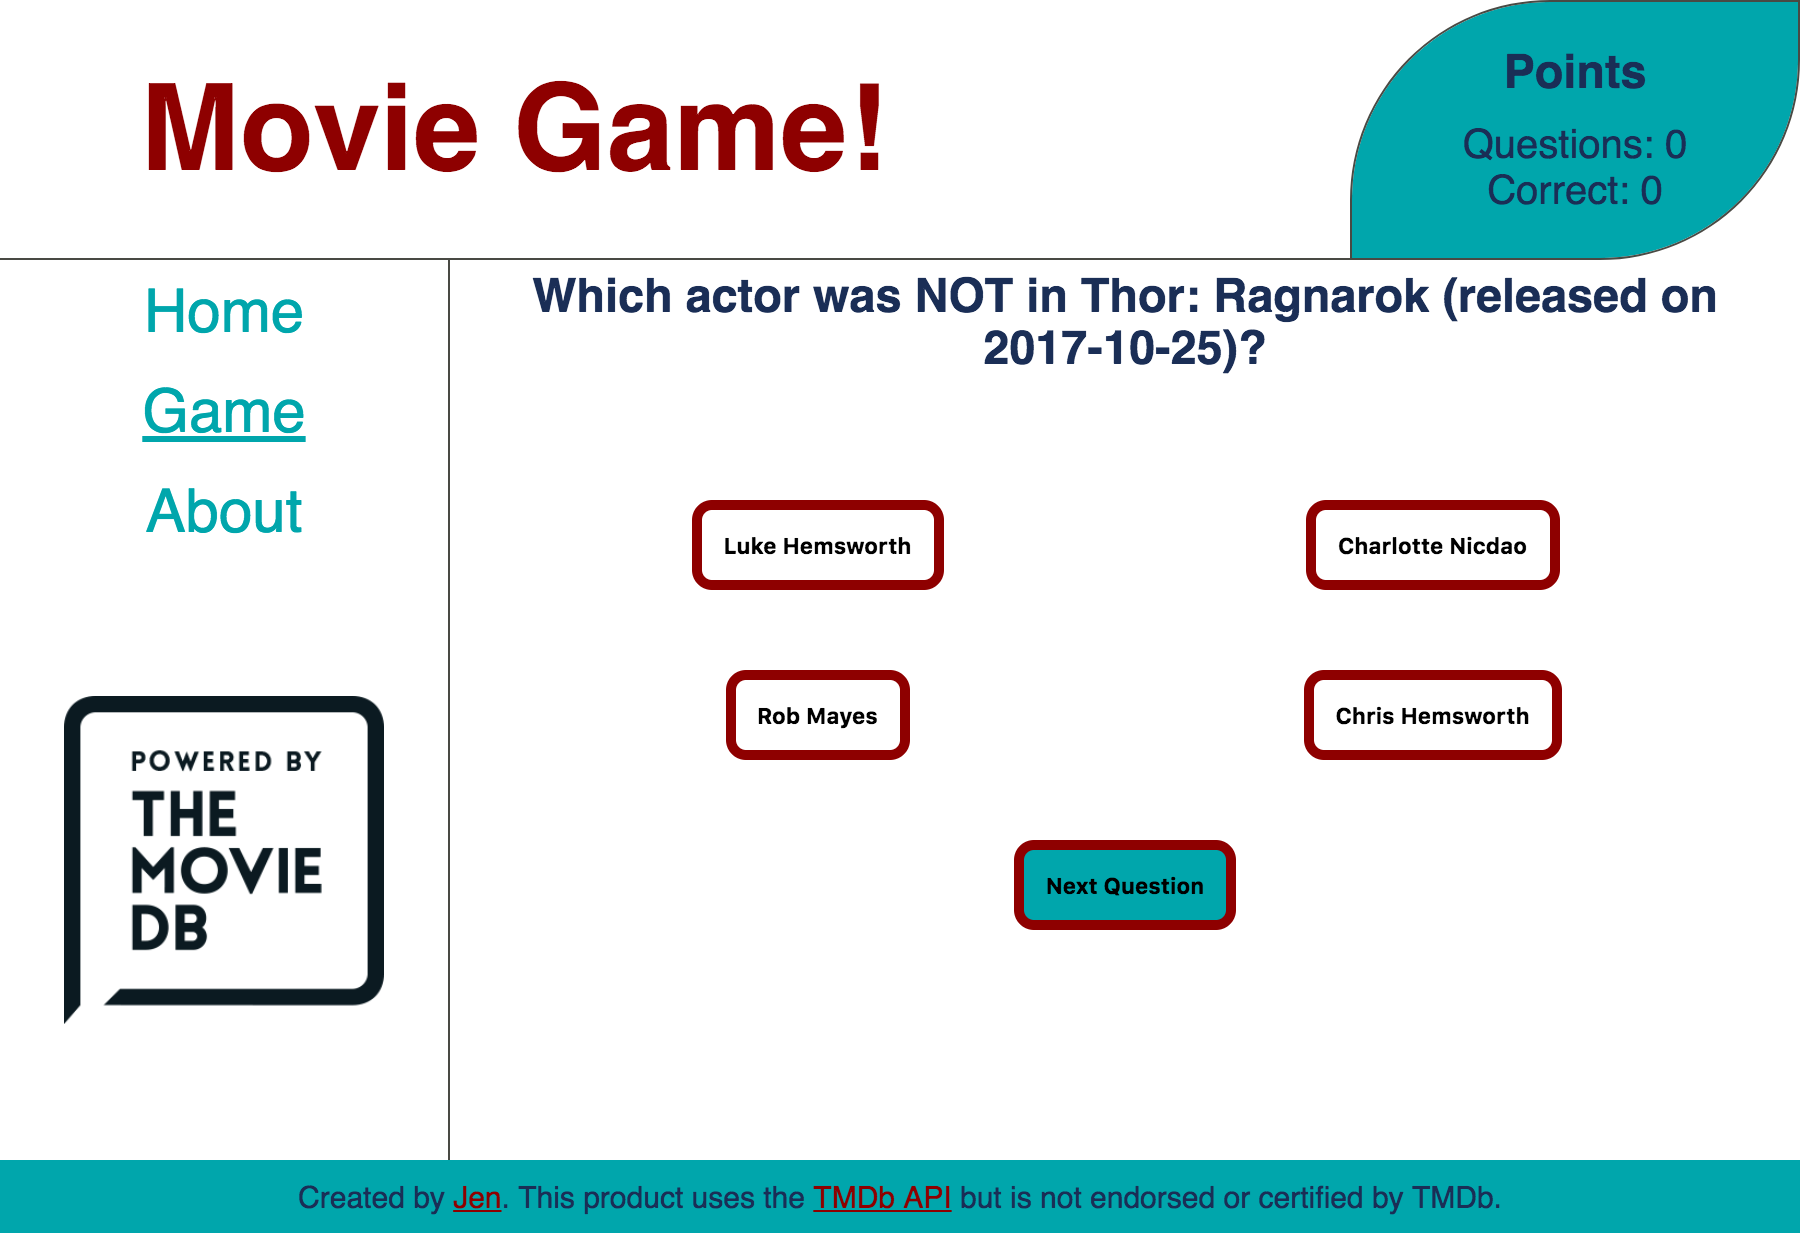 Movie Game!
Points
Questions: 0
Correct: 0
Home
Game
About
POWERED BY
THE
MOVIE
DB
Which actor was NOT in Thor: Ragnarok (released on
2017-10-25)?
Luke Hemsworth
Charlotte Nicdao
Rob Mayes
Chris Hemsworth
Next Question
Created by Jen. This product uses the TMDb API but is not endorsed or certified by TMDb.